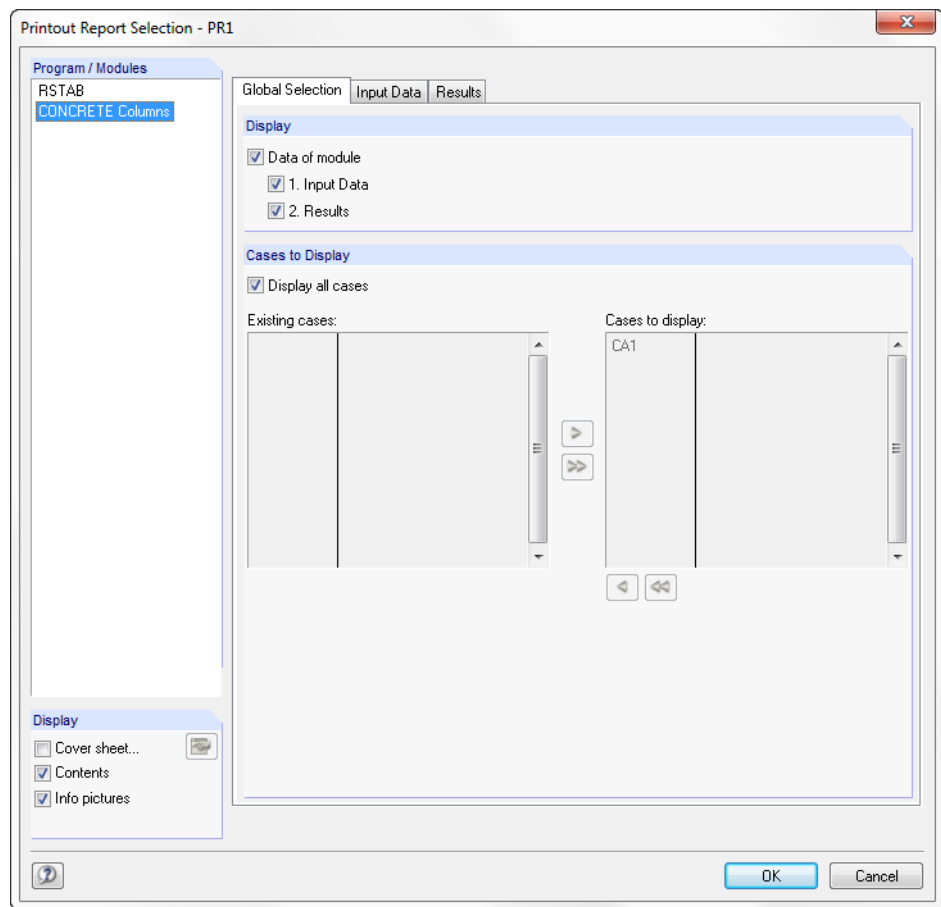 Printout Report Selection - PR1
Program / Modules
RSTAB
CONCRETE Columns
Global Selection
Input Data
Results
Display
Data of module
1. Input Data
2. Results
Cases to Display
Display all cases
Existing cases:
Cases to display:
CA1
Display
Cover sheet...
Contents
Info pictures
OK
Cancel